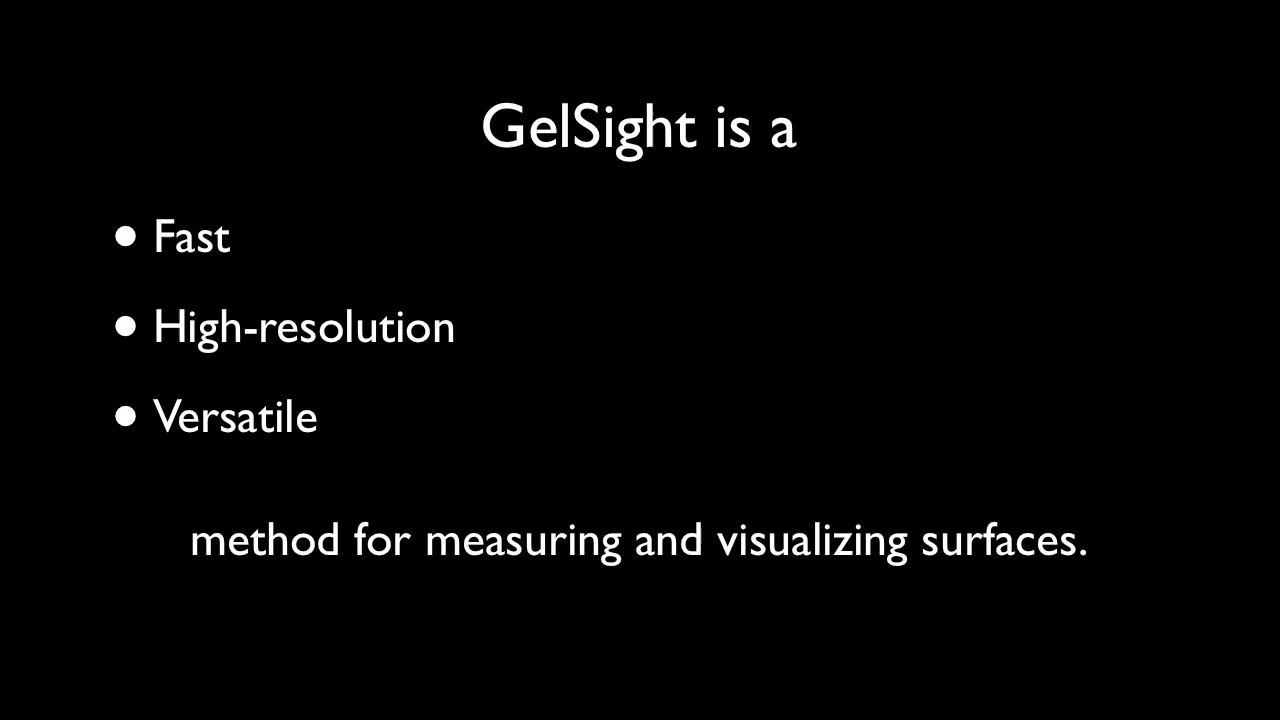 GelSight is a
• Fast
• High-resolution
• Versatile
method for measuring and visualizing surfaces.